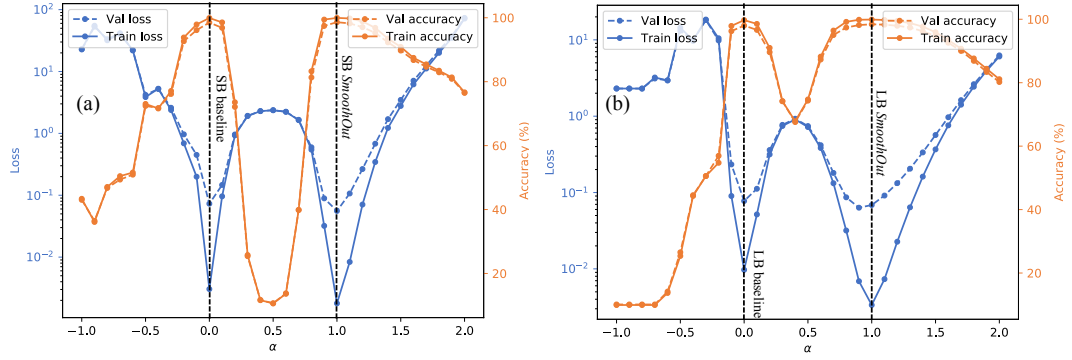 Val loss
Train loss
Val accuracy
Train accuracy
(a)
SB baseline
SB SmoothOut
Loss
Accuracy (%)
10²
10¹
10⁰
10⁻¹
10⁻²
100
80
60
40
20
−1.0 −0.5 0.0 0.5 1.0 1.5 2.0
α
Val loss
Train loss
Val accuracy
Train accuracy
(b)
LB baseline
LB SmoothOut
Loss
Accuracy (%)
10¹
10⁰
10⁻¹
10⁻²
100
80
60
40
20
−1.0 −0.5 0.0 0.5 1.0 1.5 2.0
α